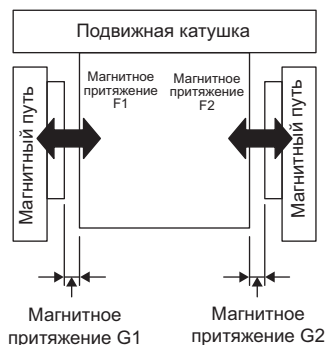 Подвижная катушка
Магнитное
притяжение
F1
Магнитное
притяжение
F2
Магнитный путь
Магнитный путь
Магнитное
притяжение G1
Магнитное
притяжение G2